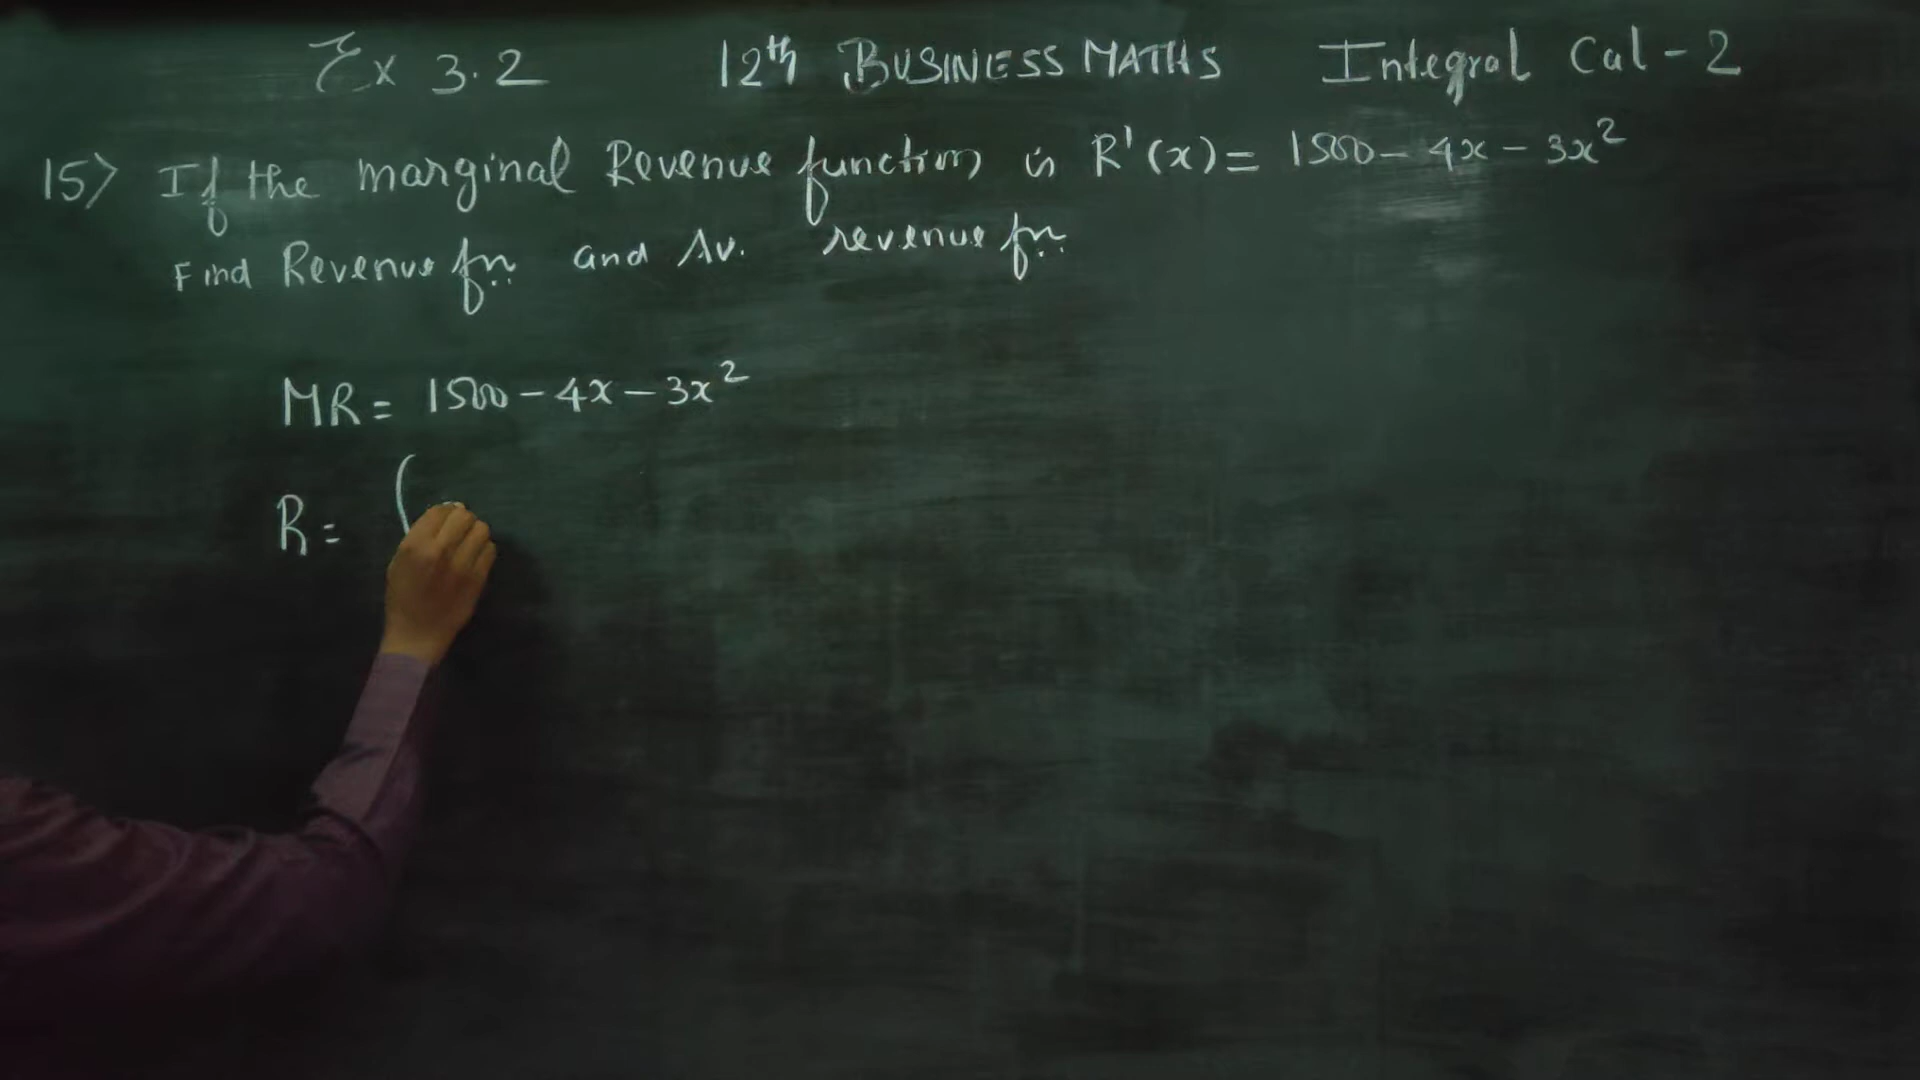 Ex 3.2 12th BUSINESS MATHS Integral Cal - 2
15) If the marginal Revenue function is R'(x) = 1500 - 4x - 3x²
Find Revenue fn. and Av. revenue fn.
MR = 1500 - 4x - 3x²
R = ∫